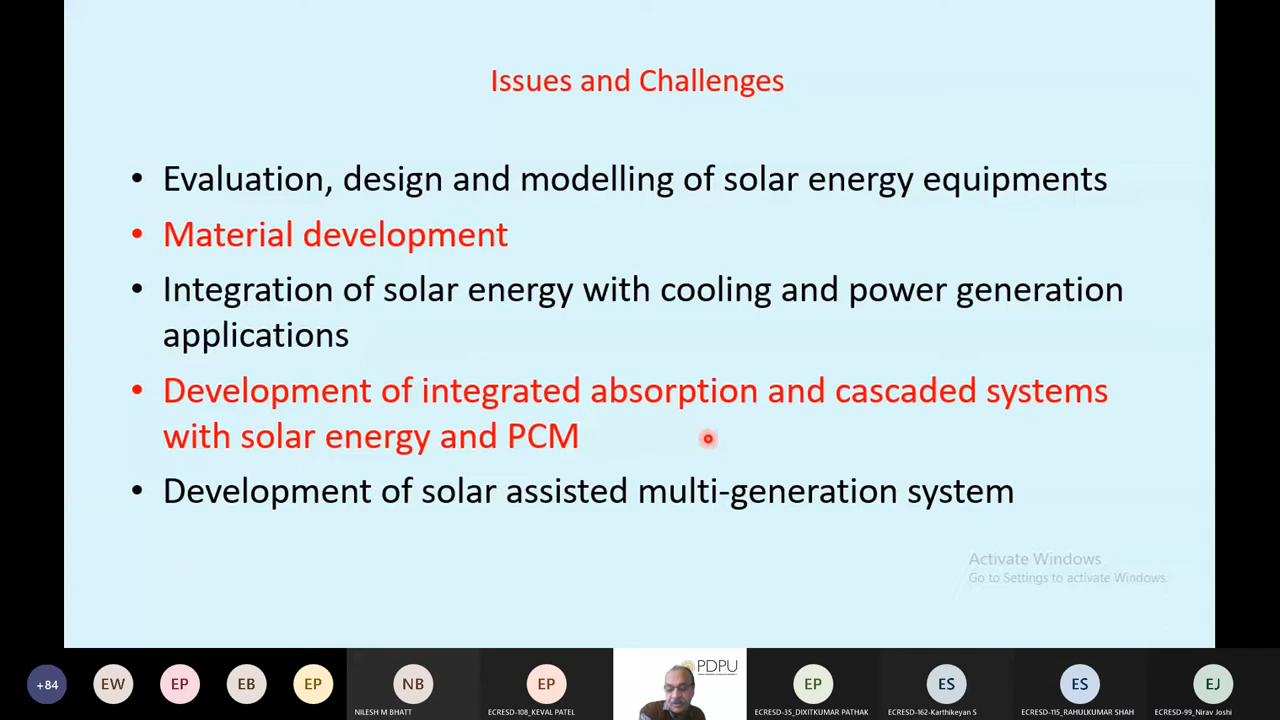 Issues and Challenges
• Evaluation, design and modelling of solar energy equipments
• Material development
• Integration of solar energy with cooling and power generation
applications
• Development of integrated absorption and cascaded systems
with solar energy and PCM
• Development of solar assisted multi-generation system
Activate Windows
Go to Settings to activate Windows.
+84
EW
EP
EB
EP
NB
EP
PDPU
EP
ES
ES
EJ
NILESH M BHATT
ECRESD-108_KEVAL PATEL
ECRESD-35_DIXITKUMAR PATHAK
ECRESD-162-Karthikeyan S
ECRESD-115_RAHULKUMAR SHAH
ECRESD-99_Nirav Joshi